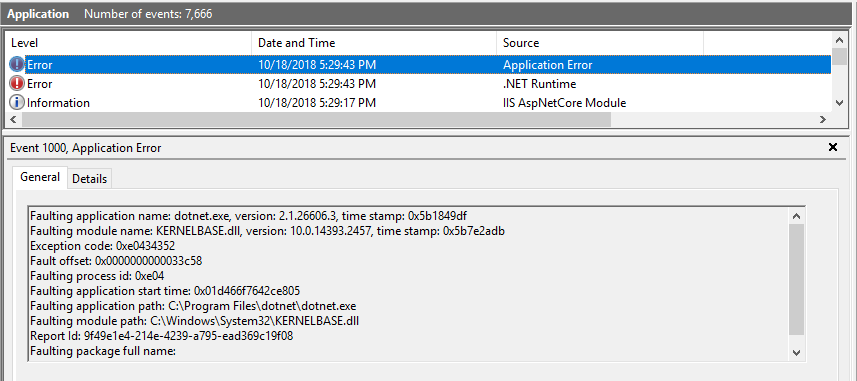 Application Number of events: 7,666
Level Date and Time Source
Error 10/18/2018 5:29:43 PM Application Error
Error 10/18/2018 5:29:43 PM .NET Runtime
Information 10/18/2018 5:29:17 PM IIS AspNetCore Module
Event 1000, Application Error
General Details
Faulting application name: dotnet.exe, version: 2.1.26606.3, time stamp: 0x5b1849df
Faulting module name: KERNELBASE.dll, version: 10.0.14393.2457, time stamp: 0x5b7e2adb
Exception code: 0xe0434352
Fault offset: 0x0000000000033c58
Faulting process id: 0xe04
Faulting application start time: 0x01d466f7642ce805
Faulting application path: C:\Program Files\dotnet\dotnet.exe
Faulting module path: C:\Windows\System32\KERNELBASE.dll
Report Id: 9f49e1e4-214e-4239-a795-ead369c19f08
Faulting package full name: